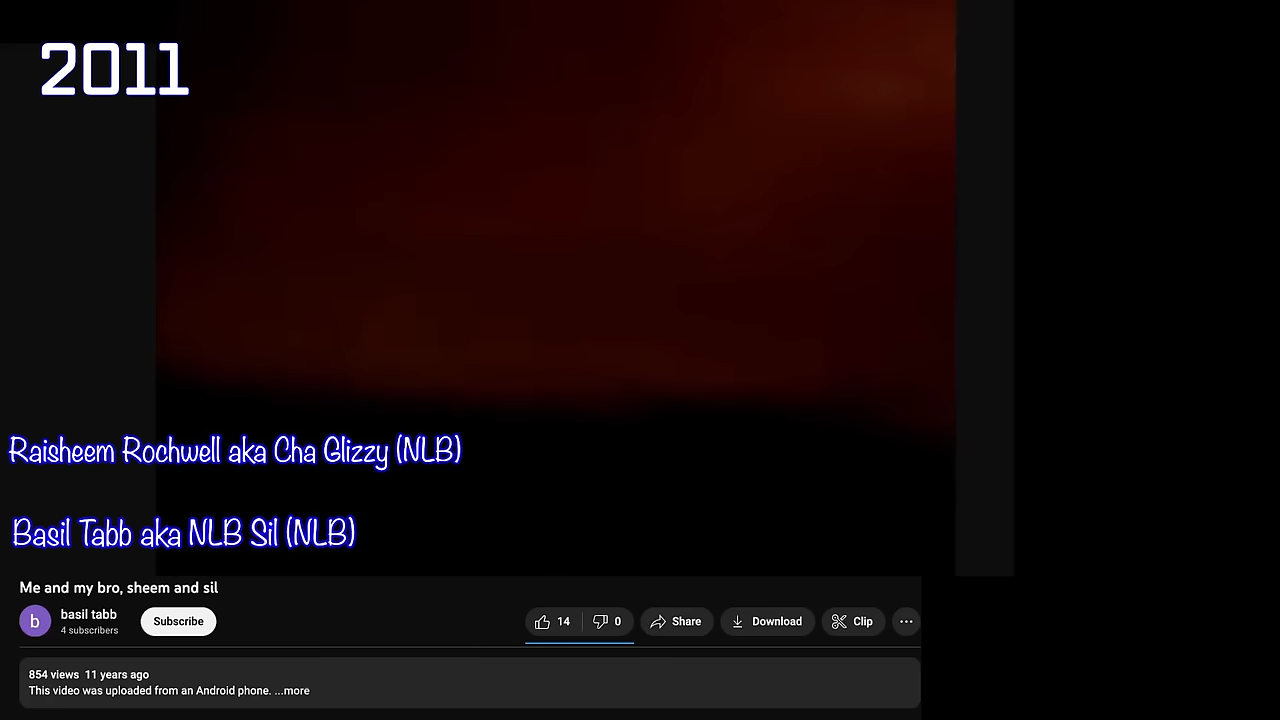 2011
Raisheem Rochwell aka Cha Glizzy (NLB)
Basil Tabb aka NLB Sil (NLB)
Me and my bro, sheem and sil
b
basil tabb
4 subscribers
Subscribe
14
0
Share
Download
Clip
854 views 11 years ago
This video was uploaded from an Android phone. ...more